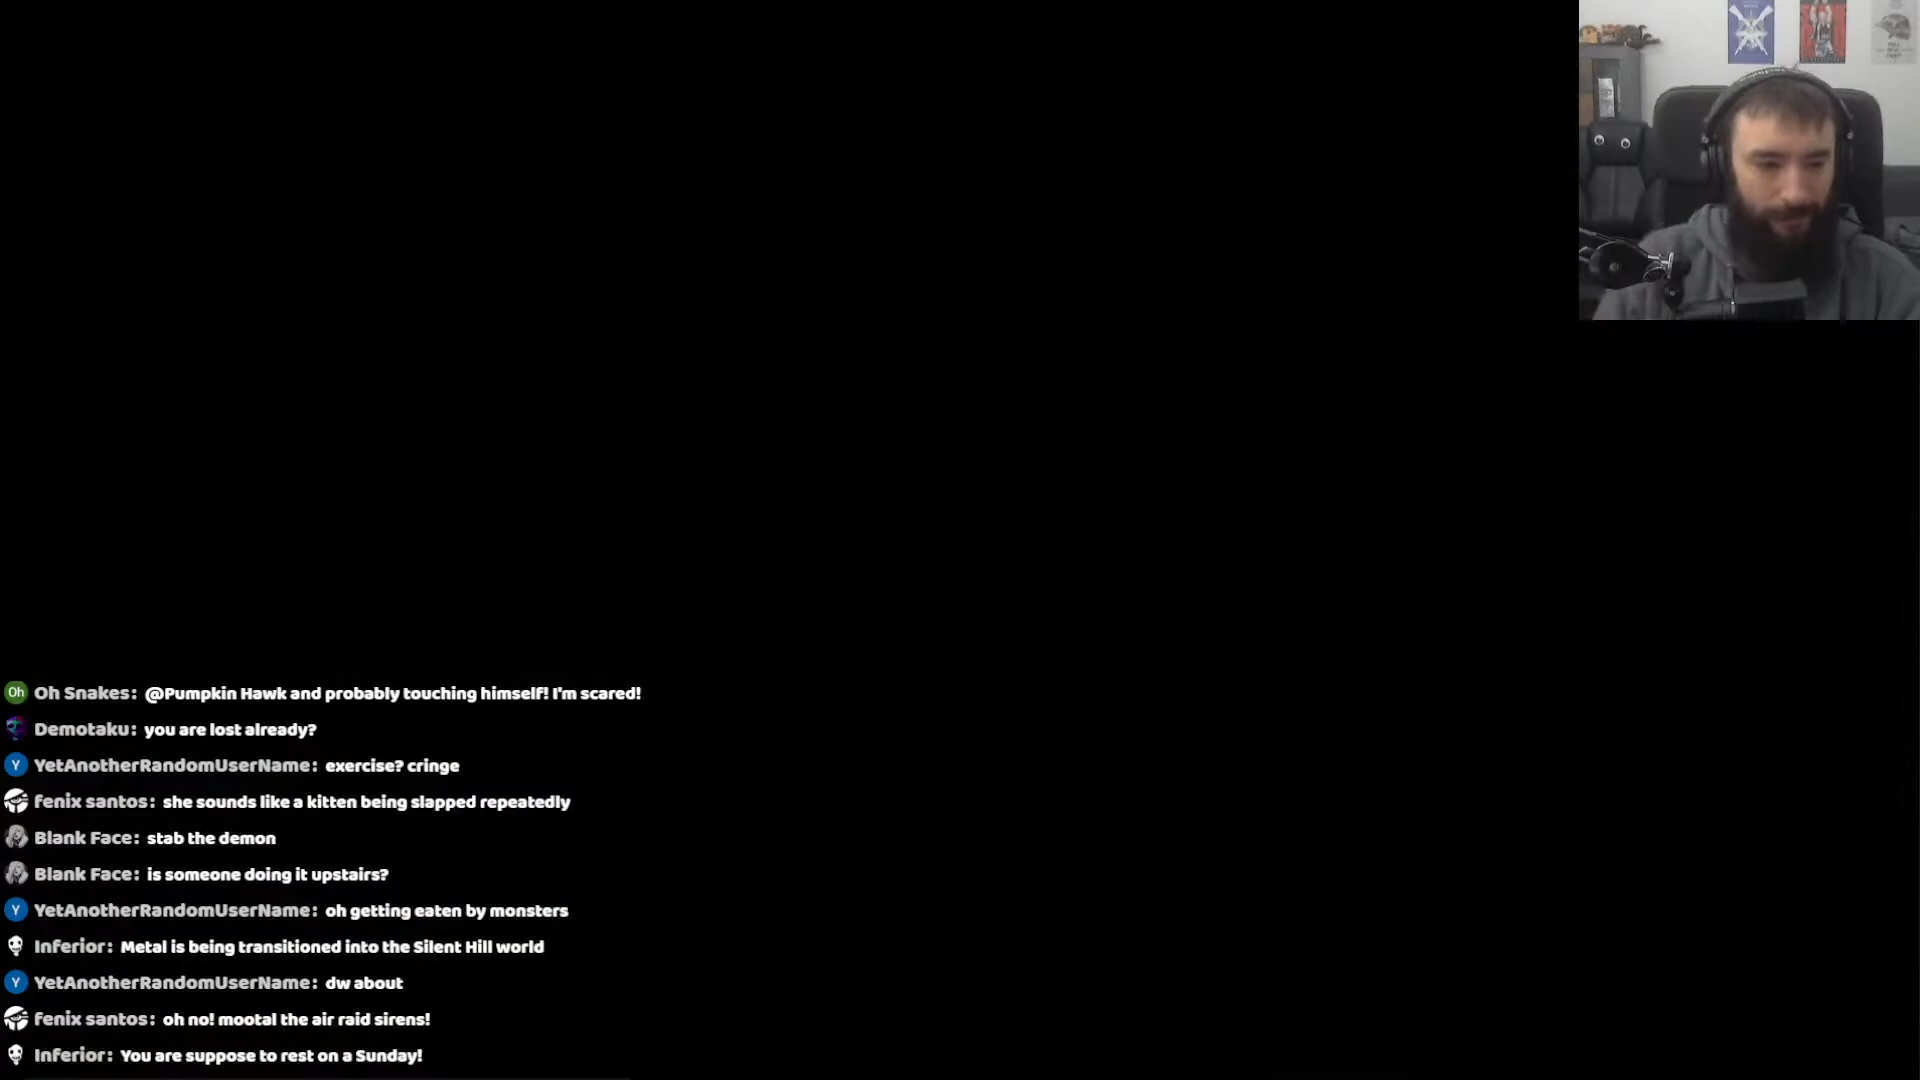 Oh Snakes: @Pumpkin Hawk and probably touching himself! I'm scared!
Demotaku: you are lost already?
YetAnotherRandomUserName: exercise? cringe
fenix santos: she sounds like a kitten being slapped repeatedly
Blank Face: stab the demon
Blank Face: is someone doing it upstairs?
YetAnotherRandomUserName: oh getting eaten by monsters
Inferior: Metal is being transitioned into the Silent Hill world
YetAnotherRandomUserName: dw about
fenix santos: oh no! mootal the air raid sirens!
Inferior: You are suppose to rest on a Sunday!